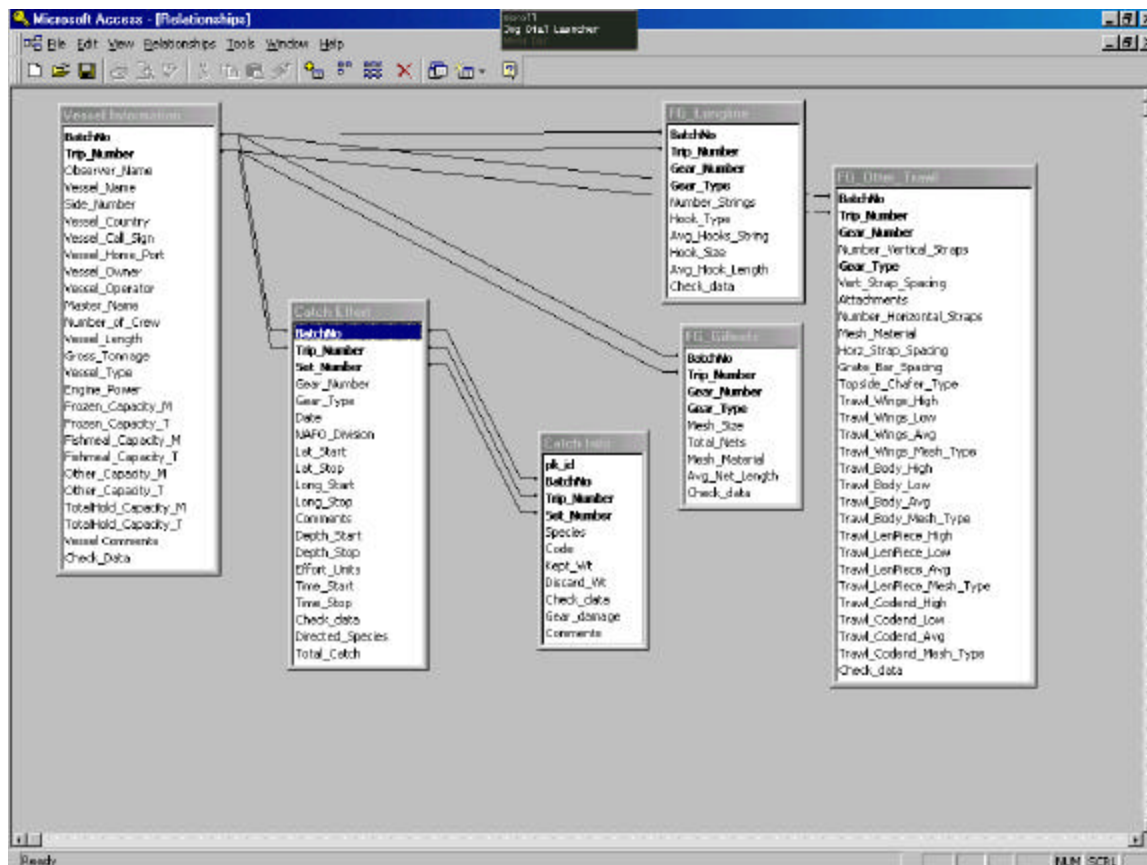 Microsoft Access - [Relationships]
Jog Dial Launcher
File Edit View Relationships Tools Window Help
Vessel Information
BatchNo
Trip_Number
Observer_Name
Vessel_Name
Side_Number
Vessel_Country
Vessel_Call_Sign
Vessel_Home_Port
Vessel_Owner
Vessel_Operator
Master_Name
Number_of_Crew
Vessel_Length
Gross_Tonnage
Vessel_Type
Engine_Power
Frozen_Capacity_M
Frozen_Capacity_T
Fishmeal_Capacity_M
Fishmeal_Capacity_T
Other_Capacity_M
Other_Capacity_T
TotalHold_Capacity_M
TotalHold_Capacity_T
Vessel Comments
Check_Data
Catch Effort
BatchNo
Trip_Number
Set_Number
Gear_Number
Gear_Type
Date
NAFO_Division
Lat_Start
Lat_Stop
Long_Start
Long_Stop
Comments
Depth_Start
Depth_Stop
Effort_Units
Time_Start
Time_Stop
Check_data
Directed_Species
Total_Catch
Catch Info
pk_id
BatchNo
Trip_Number
Set_Number
Species
Code
Kept_Wt
Discard_Wt
Check_data
Gear_damage
Comments
FG_Longline
BatchNo
Trip_Number
Gear_Number
Gear_Type
Number_Strings
Hook_Type
Avg_Hooks_String
Hook_Size
Avg_Hook_Length
Check_data
FG_Gillnets
BatchNo
Trip_Number
Gear_Number
Gear_Type
Mesh_Size
Total_Nets
Mesh_Material
Avg_Net_Length
Check_data
FG_Otter_Trawl
BatchNo
Trip_Number
Gear_Number
Number_Vertical_Straps
Gear_Type
Vert_Strap_Spacing
Attachments
Number_Horizontal_Straps
Mesh_Material
Horz_Strap_Spacing
Grate_Bar_Spacing
Topside_Chafer_Type
Trawl_Wings_High
Trawl_Wings_Low
Trawl_Wings_Avg
Trawl_Wings_Mesh_Type
Trawl_Body_High
Trawl_Body_Low
Trawl_Body_Avg
Trawl_Body_Mesh_Type
Trawl_LenPiece_High
Trawl_LenPiece_Low
Trawl_LenPiece_Avg
Trawl_LenPiece_Mesh_Type
Trawl_Codend_High
Trawl_Codend_Low
Trawl_Codend_Avg
Trawl_Codend_Mesh_Type
Check_data
Ready
NUM SCRL